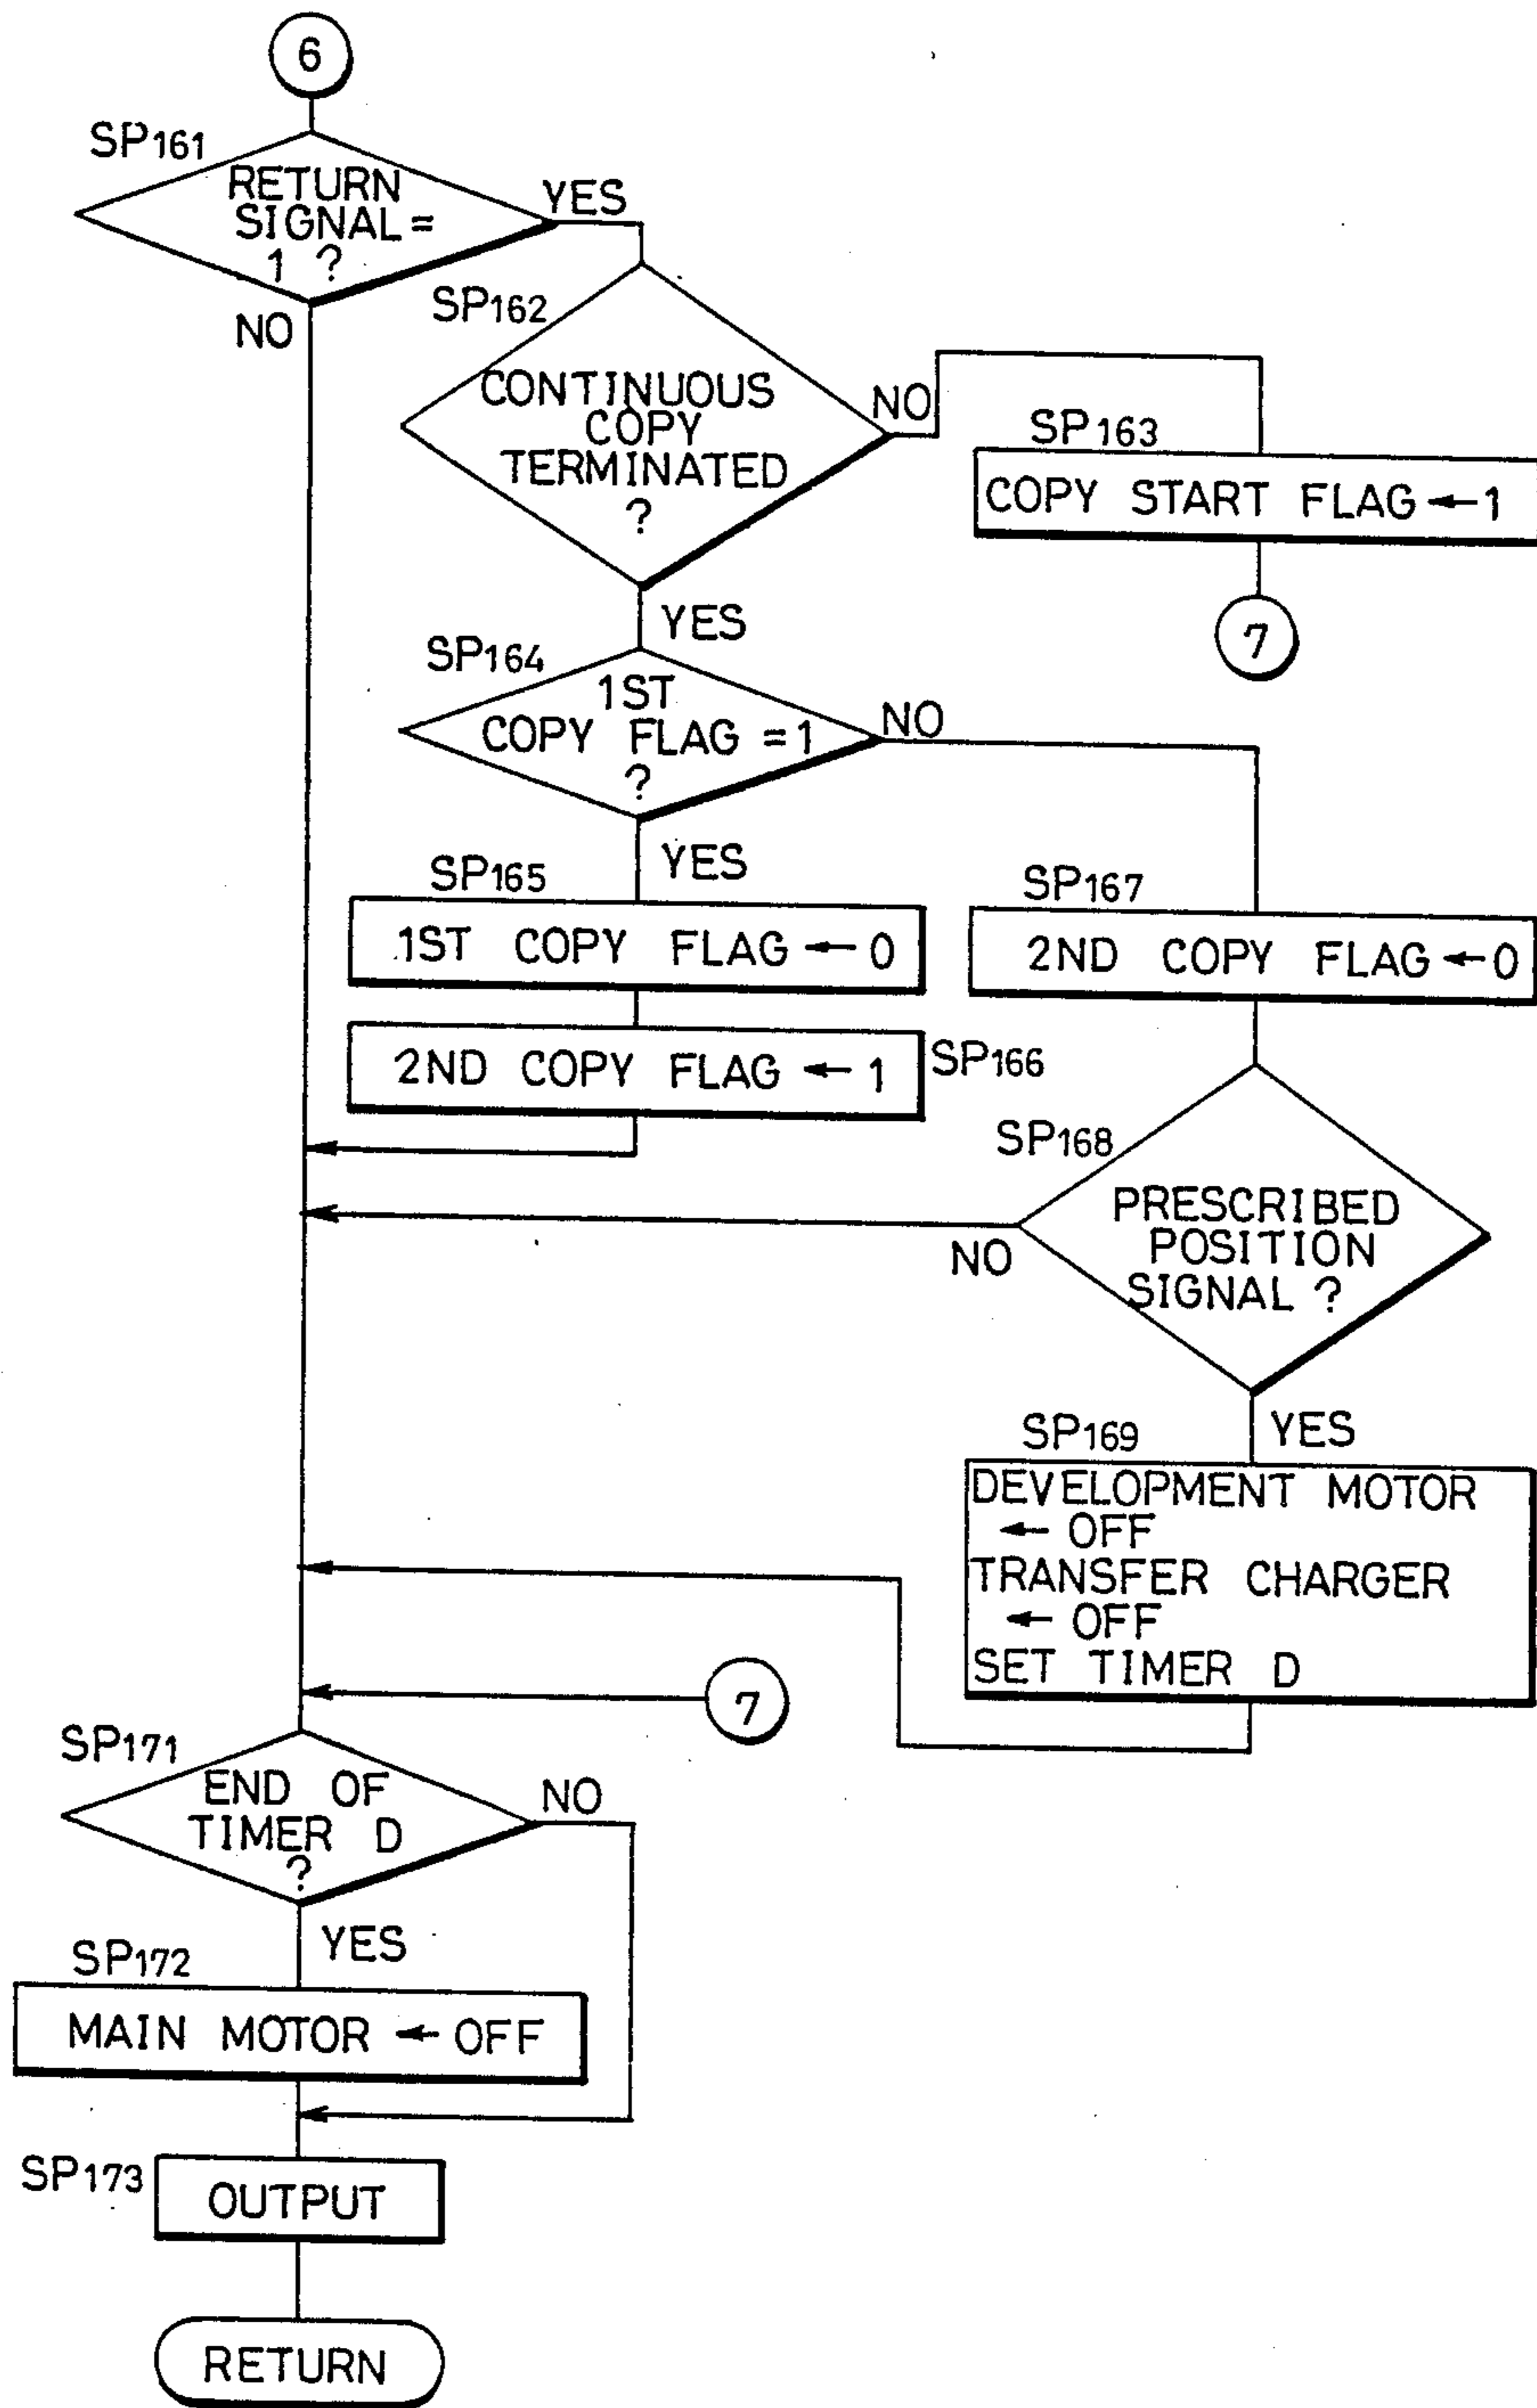 6
SP161
RETURN
SIGNAL=
1 ?
YES
NO
SP162
CONTINUOUS
COPY
TERMINATED
?
NO
YES
SP163
COPY START FLAG ← 1
7
SP164
1ST
COPY FLAG = 1
?
NO
YES
SP165
1ST COPY FLAG ← 0
2ND COPY FLAG ← 1
SP166
SP167
2ND COPY FLAG ← 0
SP168
PRESCRIBED
POSITION
SIGNAL ?
NO
YES
SP169
DEVELOPMENT MOTOR
← OFF
TRANSFER CHARGER
← OFF
SET TIMER D
7
SP171
END OF
TIMER D
?
NO
YES
SP172
MAIN MOTOR ← OFF
SP173
OUTPUT
RETURN